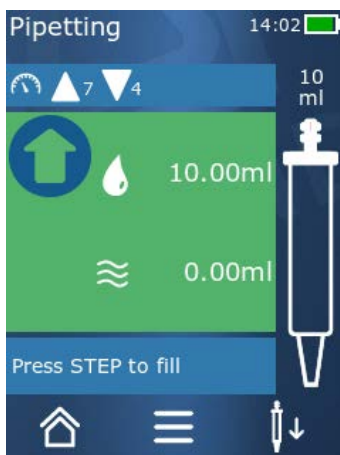 Pipetting 14:02
7 4
10
ml
10.00ml
0.00ml
Press STEP to fill